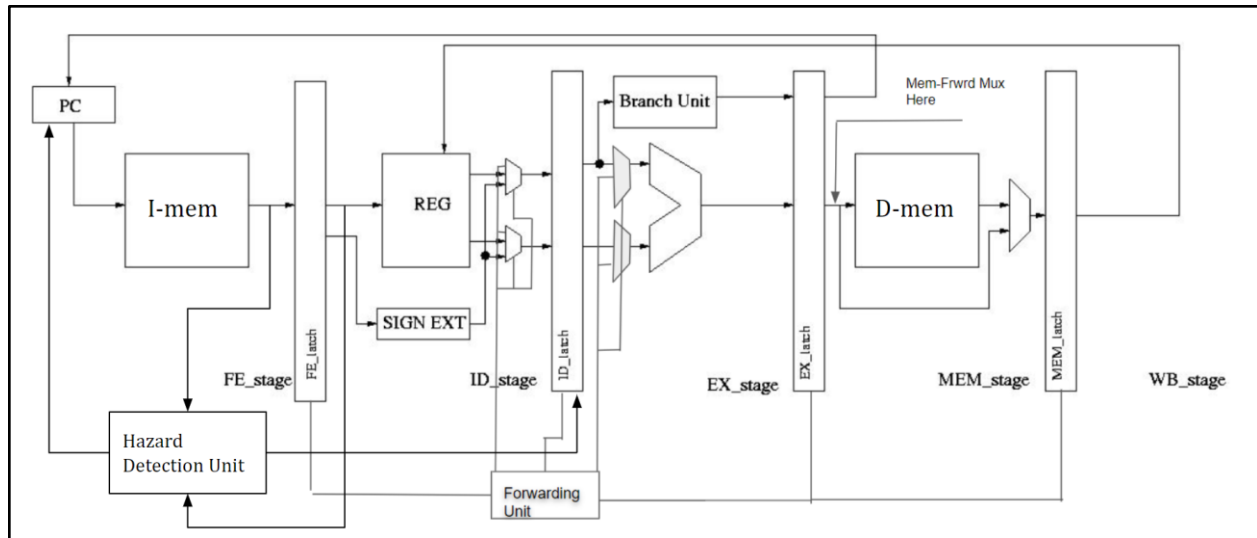 PC
I-mem
FE_latch
FE_stage
REG
SIGN EXT
ID_stage
ID_latch
Branch Unit
EX_stage
EX_latch
Mem-Frwrd Mux
Here
D-mem
MEM_stage
MEM_latch
WB_stage
Hazard
Detection Unit
Forwarding
Unit